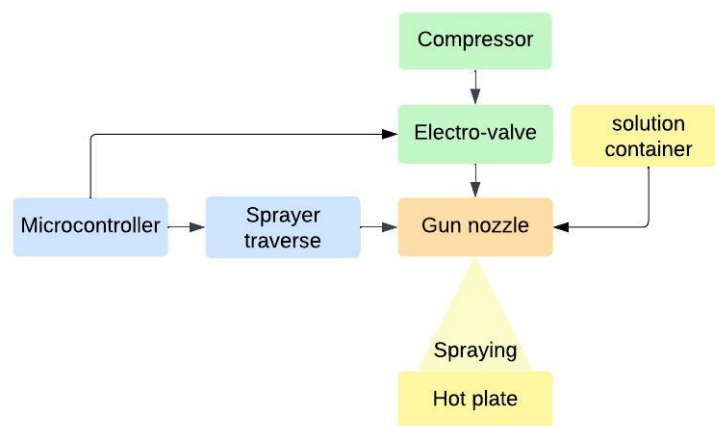 Compressor
Electro-valve
solution
container
Microcontroller
Sprayer
traverse
Gun nozzle
Spraying
Hot plate